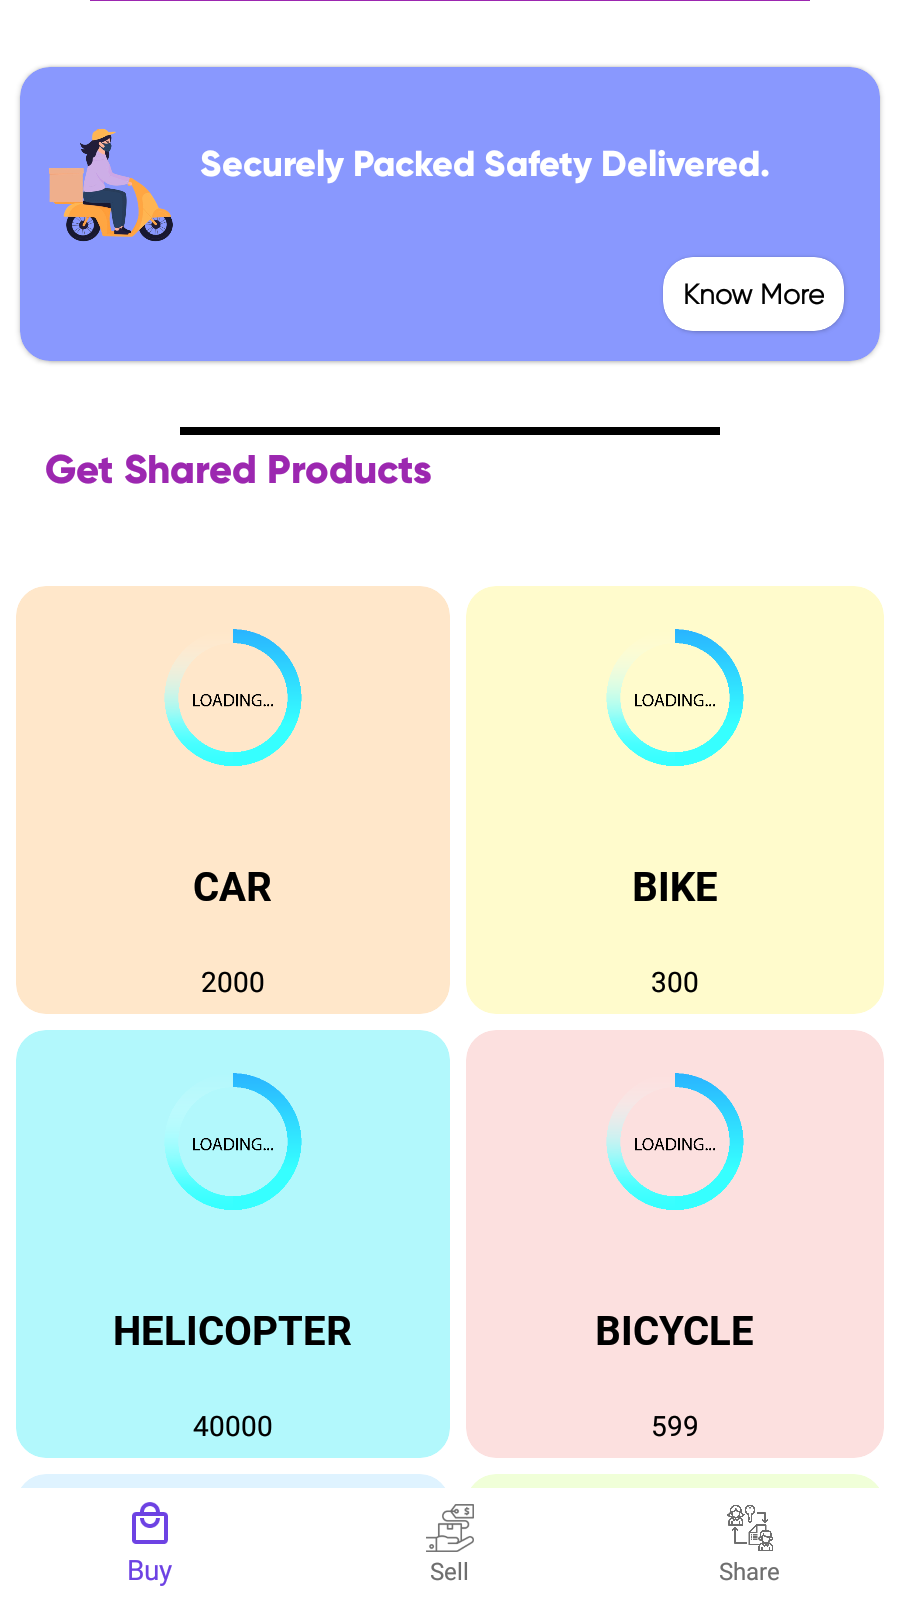 Securely Packed Safety Delivered.
Know More
Get Shared Products
LOADING...
LOADING...
CAR
BIKE
2000
300
LOADING...
LOADING...
HELICOPTER
BICYCLE
40000
599
Buy
Sell
Share